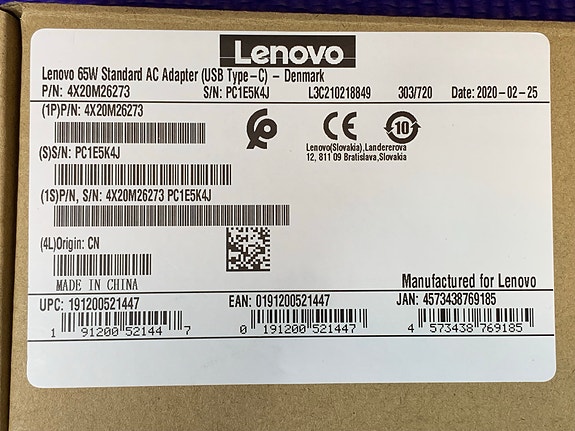 Lenovo
Lenovo 65W Standard AC Adapter (USB Type-C) - Denmark
P/N: 4X20M26273 S/N: PC1E5K4J L3C210218849 303/720 Date: 2020-02-25
(1P)P/N: 4X20M26273
(S)S/N: PC1E5K4J
CE 10
Lenovo(Slovakia),Landererova
12, 811 09 Bratislava,Slovakia
(1S)P/N, S/N: 4X20M26273 PC1E5K4J
(4L)Origin: CN
MADE IN CHINA
Manufactured for Lenovo
UPC: 191200521447 EAN: 0191200521447 JAN: 4573438769185
1 91200 52144 7 0 191200 521447 4 573438 769185